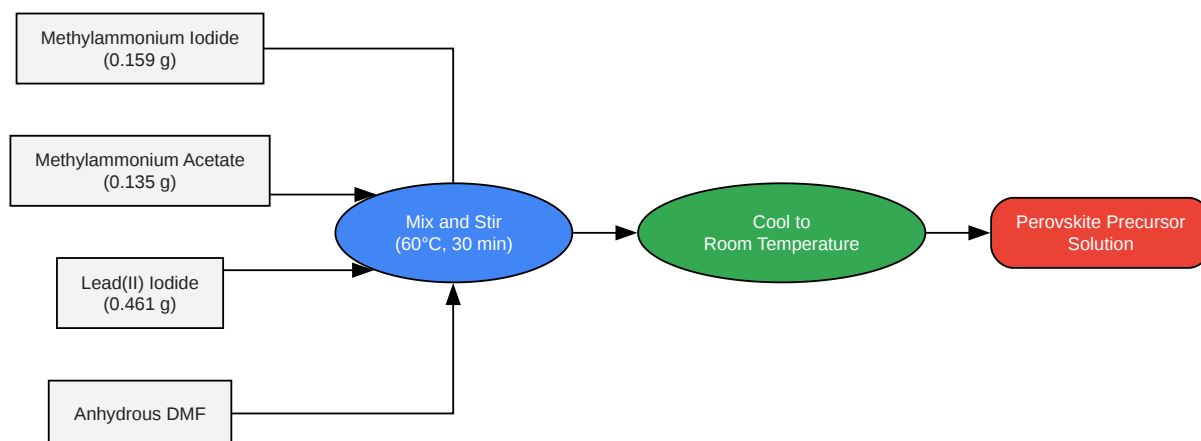 Methylammonium Iodide
(0.159 g)
Methylammonium Acetate
(0.135 g)
Lead(II) Iodide
(0.461 g)
Anhydrous DMF
Mix and Stir
(60°C, 30 min)
Cool to
Room Temperature
Perovskite Precursor
Solution